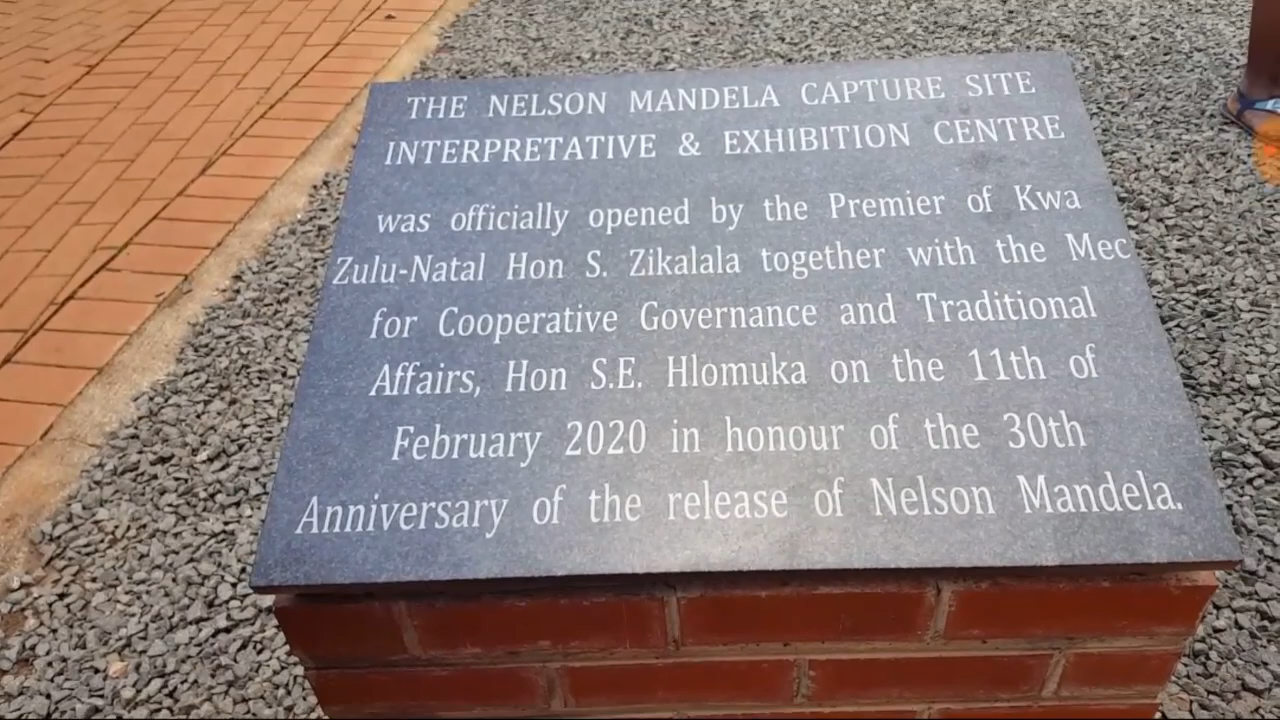 THE NELSON MANDELA CAPTURE SITE
INTERPRETATIVE & EXHIBITION CENTRE
was officially opened by the Premier of Kwa
Zulu-Natal Hon S. Zikalala together with the Mec
for Cooperative Governance and Traditional
Affairs, Hon S.E. Hlomuka on the 11th of
February 2020 in honour of the 30th
Anniversary of the release of Nelson Mandela.